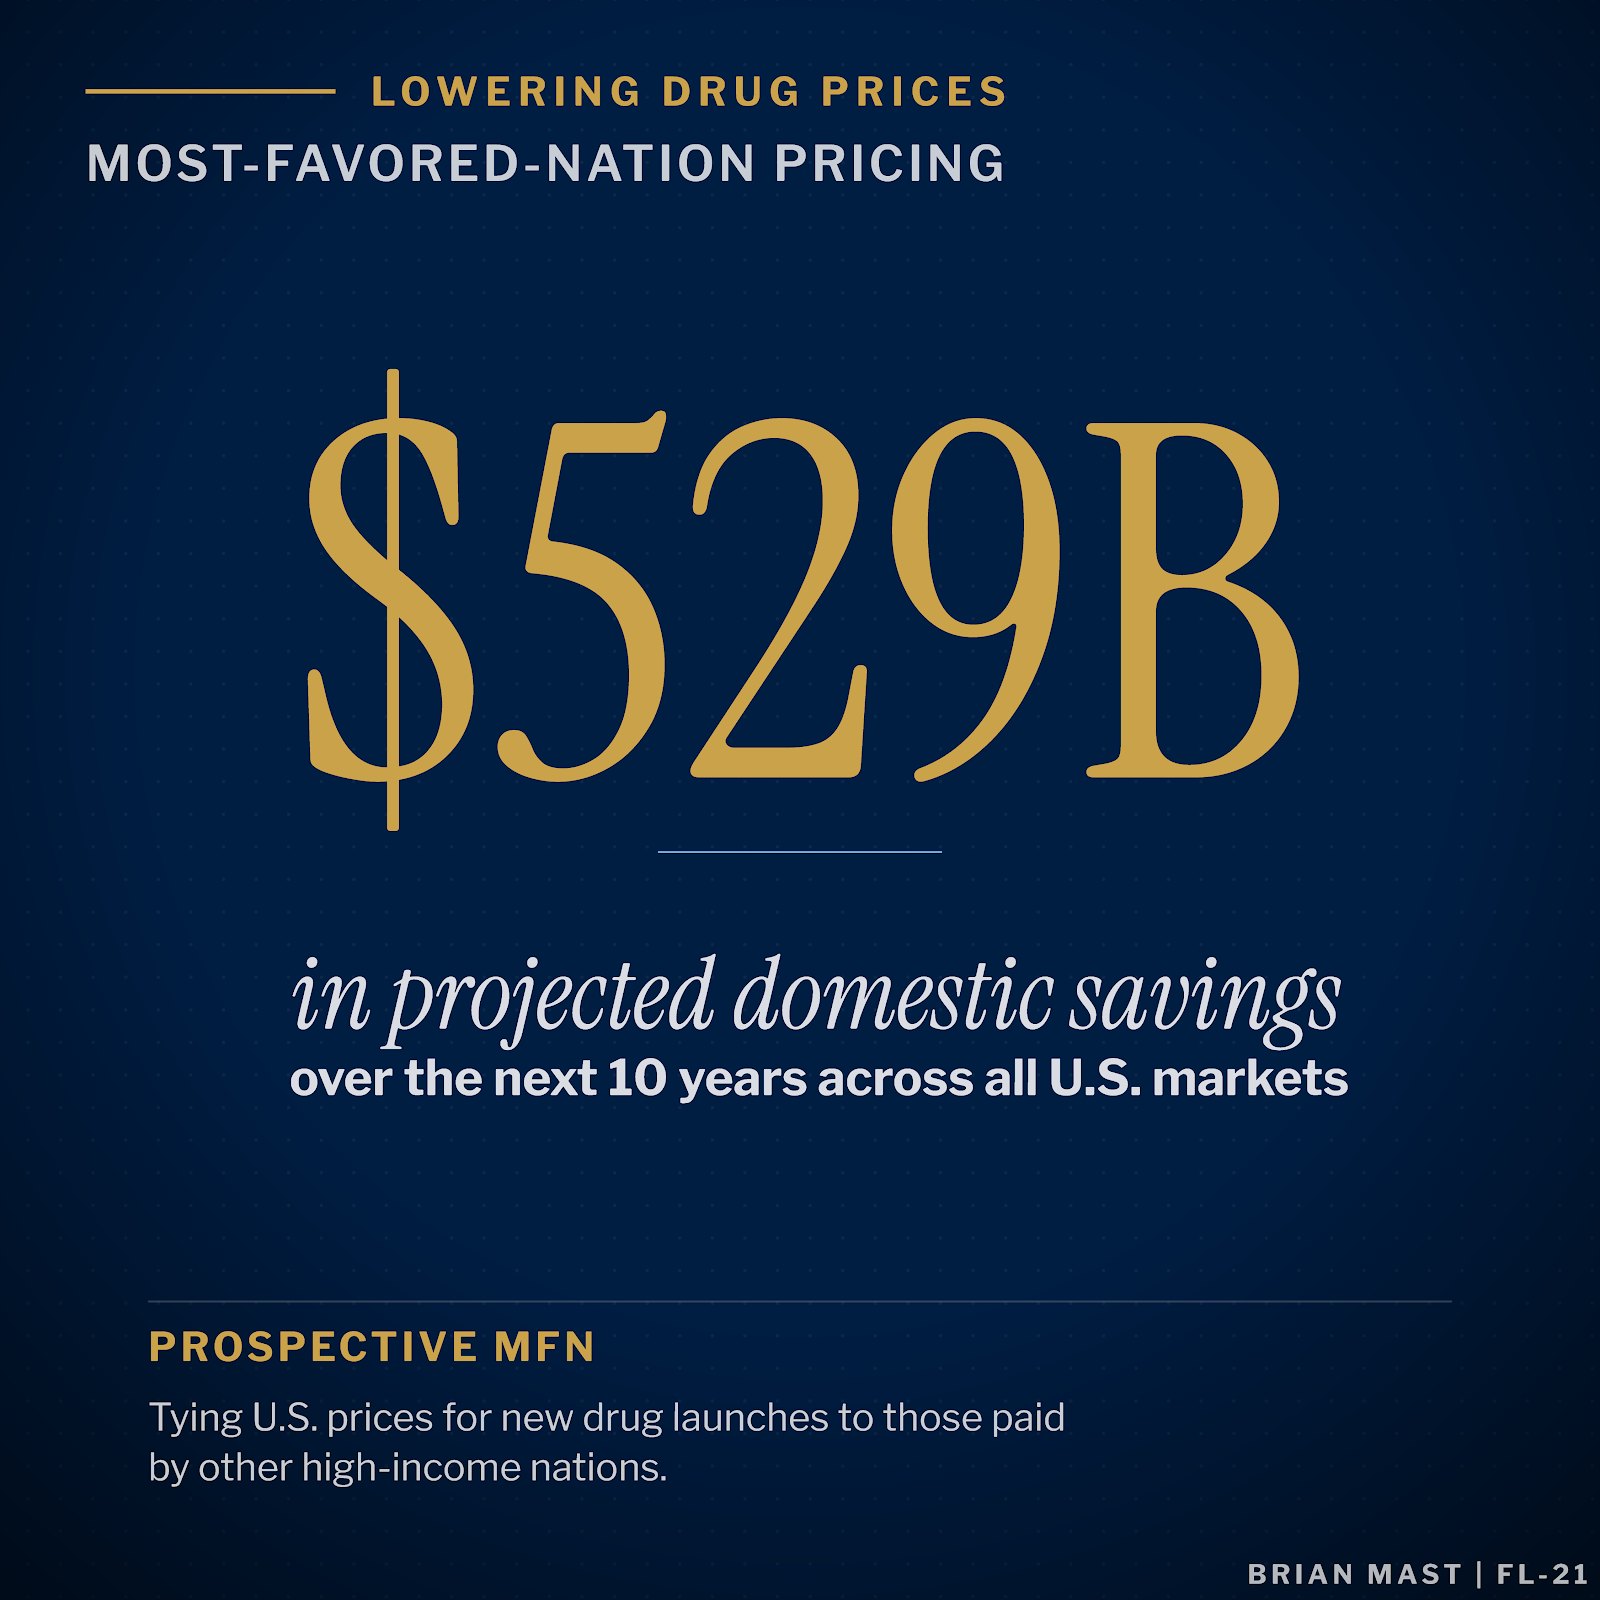 LOWERING DRUG PRICES
MOST-FAVORED-NATION PRICING
$529B
in projected domestic savings
over the next 10 years across all U.S. markets
PROSPECTIVE MFN
Tying U.S. prices for new drug launches to those paid
by other high-income nations.
BRIAN MAST | FL-21